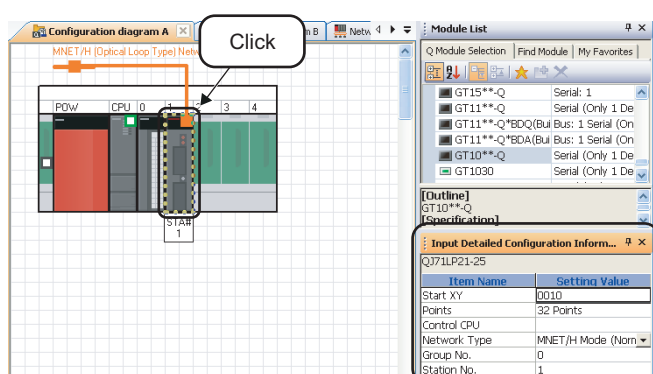 Configuration diagram A
m B
Netw
Click
MNET/H (Optical Loop Type) Netw
POW CPU 0 1 2 3 4
STA#
1
Module List
Q Module Selection Find Module My Favorites
GT15**-Q Serial: 1
GT11**-Q Serial (Only 1 De
GT11**-Q*BDQ(Bui Bus: 1 Serial (On
GT11**-Q*BDA(Bui Bus: 1 Serial (On
GT10**-Q Serial (Only 1 De
GT1030 Serial (Only 1 De
[Outline]
GT10**-Q
[Specification]
Input Detailed Configuration Inform...
QJ71LP21-25
Item Name Setting Value
Start XY 0010
Points 32 Points
Control CPU
Network Type MNET/H Mode (Norn
Group No. 0
Station No. 1